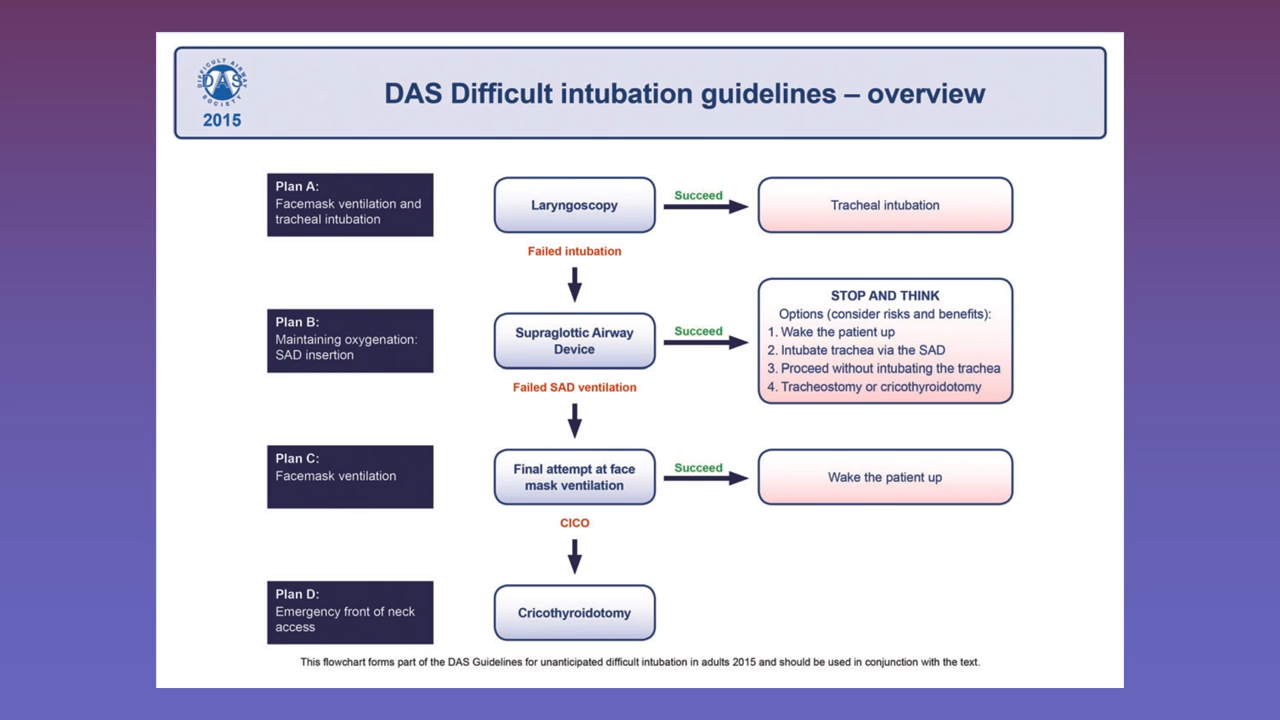 DIFFICULT AIRWAY
DAS
SOCIETY
2015
DAS Difficult intubation guidelines – overview
Plan A:
Facemask ventilation and
tracheal intubation
Laryngoscopy
Succeed
Tracheal intubation
Failed intubation
Plan B:
Maintaining oxygenation:
SAD insertion
Supraglottic Airway
Device
Succeed
STOP AND THINK
Options (consider risks and benefits):
1. Wake the patient up
2. Intubate trachea via the SAD
3. Proceed without intubating the trachea
4. Tracheostomy or cricothyroidotomy
Failed SAD ventilation
Plan C:
Facemask ventilation
Final attempt at face
mask ventilation
Succeed
Wake the patient up
CICO
Plan D:
Emergency front of neck
access
Cricothyroidotomy
This flowchart forms part of the DAS Guidelines for unanticipated difficult intubation in adults 2015 and should be used in conjunction with the text.